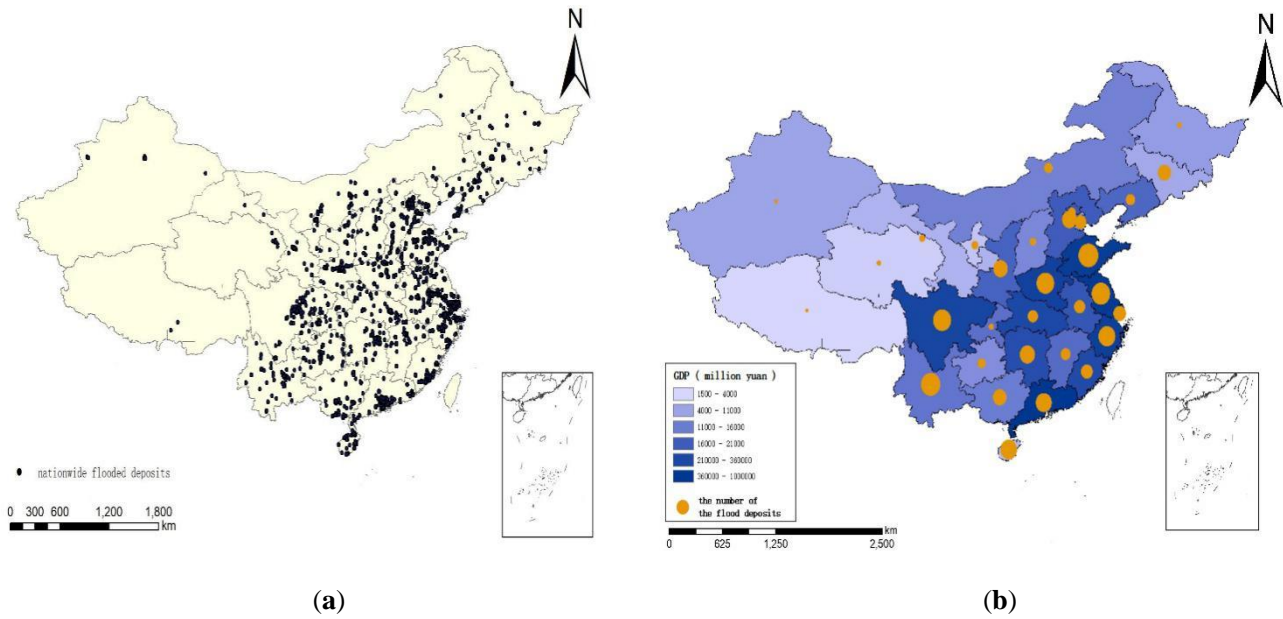 N
nationwide flooded deposits
0 300 600 1,200 1,800
km
(a)
N
GDP ( million yuan )
1500 - 4000
4000 - 11000
11000 - 16000
16000 - 21000
210000 - 360000
360000 - 1000000
the number of
the flood deposits
km
0 625 1,250 2,500
(b)